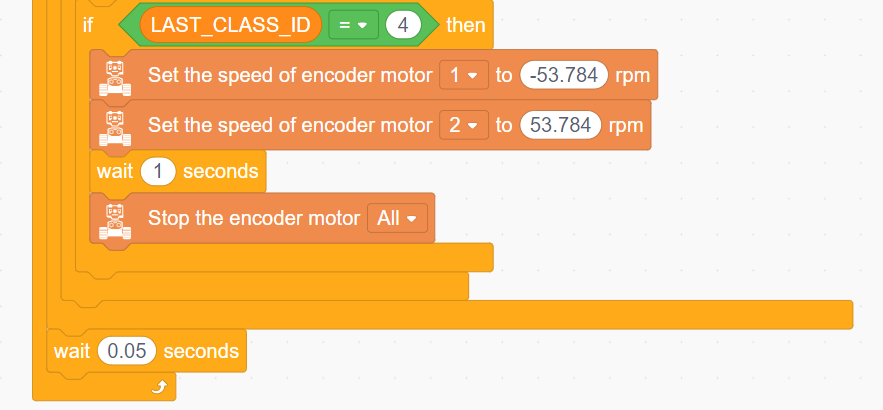 if LAST_CLASS_ID = 4 then
Set the speed of encoder motor 1 to -53.784 rpm
Set the speed of encoder motor 2 to 53.784 rpm
wait 1 seconds
Stop the encoder motor All
wait 0.05 seconds